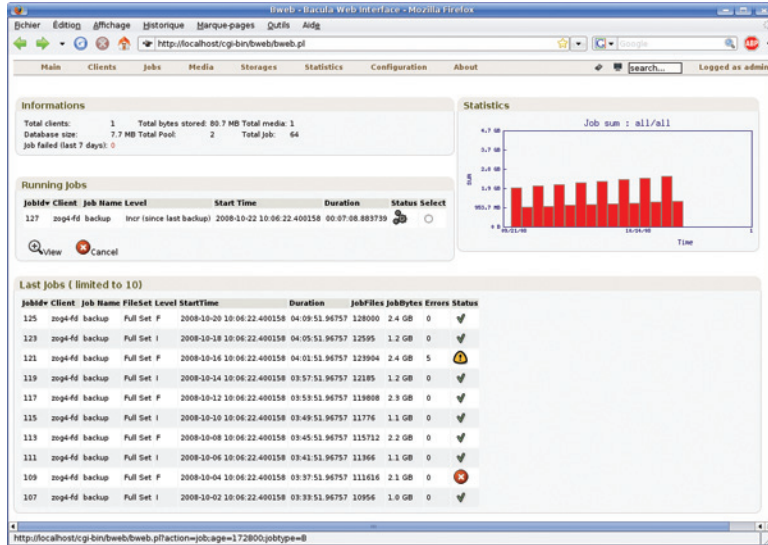 Bweb - Bacula Web Interface - Mozilla Firefox
Fichier Édition Affichage Historique Marque-pages Outils Aide
http://localhost/cgi-bin/bweb/bweb.pl
Google
ABP
Main Clients Jobs Media Storages Statistics Configuration About search... Logged as admin
Informations
Total clients: 1 Total bytes stored: 80.7 MB Total media: 1
Database size: 7.7 MB Total Pool: 2 Total Job: 64
Job failed (last 7 days): 0
Running Jobs
JobId Client Job Name Level Start Time Duration Status Select
127 zog4-fd backup Incr (since last backup) 2008-10-22 10:06:22.400158 00:07:08.883739
View Cancel
Statistics
Job sum : all/all
4.7 GB
3.7 GB
2.8 GB
1.9 GB
953.7 MB
0 B
SUM
1
Time
Last Jobs ( limited to 10)
JobId Client Job Name FileSet Level StartTime Duration JobFiles JobBytes Errors Status
125 zog4-fd backup Full Set F 2008-10-20 10:06:22.400158 04:09:51.96757 128000 2.4 GB 0
123 zog4-fd backup Full Set I 2008-10-18 10:06:22.400158 04:05:51.96757 12595 1.2 GB 0
121 zog4-fd backup Full Set F 2008-10-16 10:06:22.400158 04:01:51.96757 123904 2.4 GB 5
119 zog4-fd backup Full Set I 2008-10-14 10:06:22.400158 03:57:51.96757 12185 1.2 GB 0
117 zog4-fd backup Full Set F 2008-10-12 10:06:22.400158 03:53:51.96757 119808 2.3 GB 0
115 zog4-fd backup Full Set I 2008-10-10 10:06:22.400158 03:49:51.96757 11776 1.1 GB 0
113 zog4-fd backup Full Set F 2008-10-08 10:06:22.400158 03:45:51.96757 115712 2.2 GB 0
111 zog4-fd backup Full Set I 2008-10-06 10:06:22.400158 03:41:51.96757 11366 1.1 GB 0
109 zog4-fd backup Full Set F 2008-10-04 10:06:22.400158 03:37:51.96757 111616 2.1 GB 0
107 zog4-fd backup Full Set I 2008-10-02 10:06:22.400158 03:33:51.96757 10956 1.0 GB 0
http://localhost/cgi-bin/bweb/bweb.pl?action=job;age=172800;jobtype=B